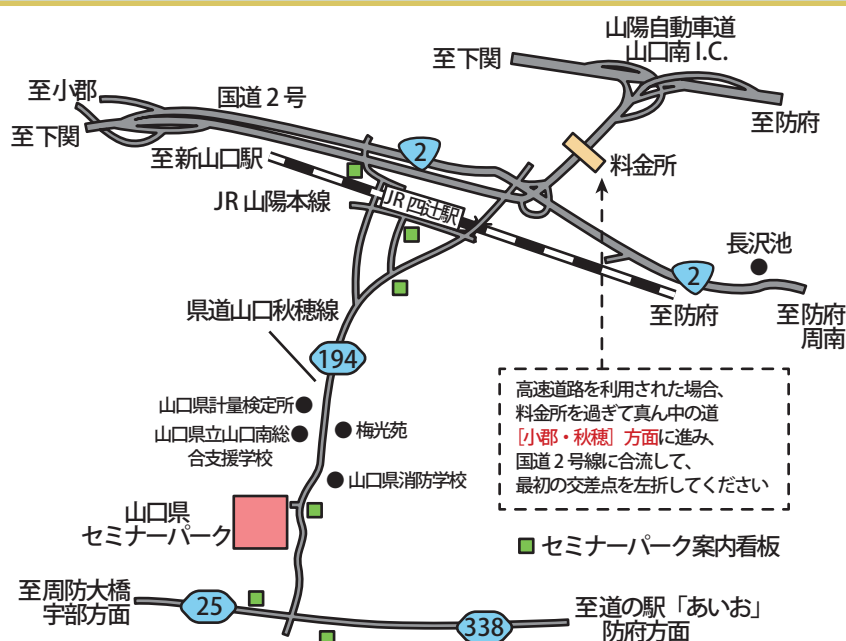 山陽自動車道
山口南 I.C.
至下関
至小郡
国道2号
至下関
至防府
2
至新山口駅
料金所
JR山陽本線
JR 四辻駅
長沢池
2
県道山口秋穂線
至防府
至防府
周南
194
山口県計量検定所
山口県立山口南総
合支援学校
梅光苑
山口県消防学校
高速道路を利用された場合、
料金所を過ぎて真ん中の道
[小郡・秋穂] 方面に進み、
国道2号線に合流して、
最初の交差点を左折してください
山口県
セミナーパーク
セミナーパーク案内看板
至周防大橋
宇部方面
25
338
至道の駅「あいお」
防府方面